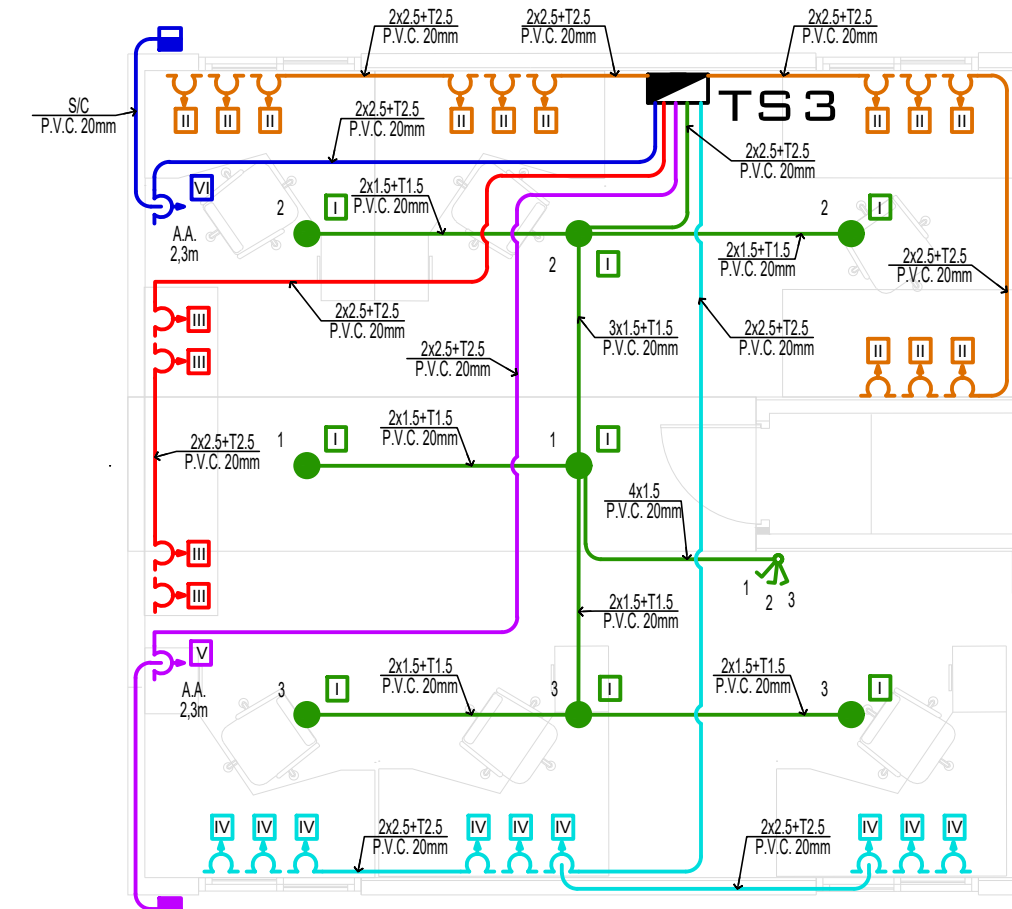 2x2.5+T2.5
P.V.C. 20mm
2x2.5+T2.5
P.V.C. 20mm
2x2.5+T2.5
P.V.C. 20mm
S/C
P.V.C. 20mm
II
II
II
II
II
II
II
II
II
TS3
2x2.5+T2.5
P.V.C. 20mm
2x2.5+T2.5
P.V.C. 20mm
VI
A.A.
2,3m
2x1.5+T1.5
P.V.C. 20mm
2
I
2
I
2
I
2x1.5+T1.5
P.V.C. 20mm
2x2.5+T2.5
P.V.C. 20mm
2x2.5+T2.5
P.V.C. 20mm
III
III
3x1.5+T1.5
P.V.C. 20mm
2x2.5+T2.5
P.V.C. 20mm
2x2.5+T2.5
P.V.C. 20mm
II
II
II
2x1.5+T1.5
P.V.C. 20mm
1
I
1
I
2x2.5+T2.5
P.V.C. 20mm
4x1.5
P.V.C. 20mm
III
III
1
2
3
2x1.5+T1.5
P.V.C. 20mm
V
A.A.
2,3m
3
I
2x1.5+T1.5
P.V.C. 20mm
3
I
2x1.5+T1.5
P.V.C. 20mm
3
I
IV
IV
IV
2x2.5+T2.5
P.V.C. 20mm
IV
IV
IV
2x2.5+T2.5
P.V.C. 20mm
IV
IV
IV